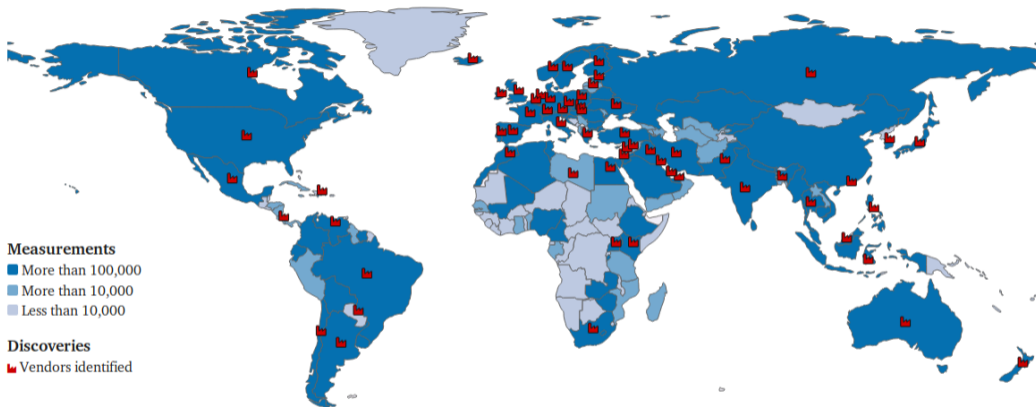 Measurements
More than 100,000
More than 10,000
Less than 10,000
Discoveries
Vendors identified